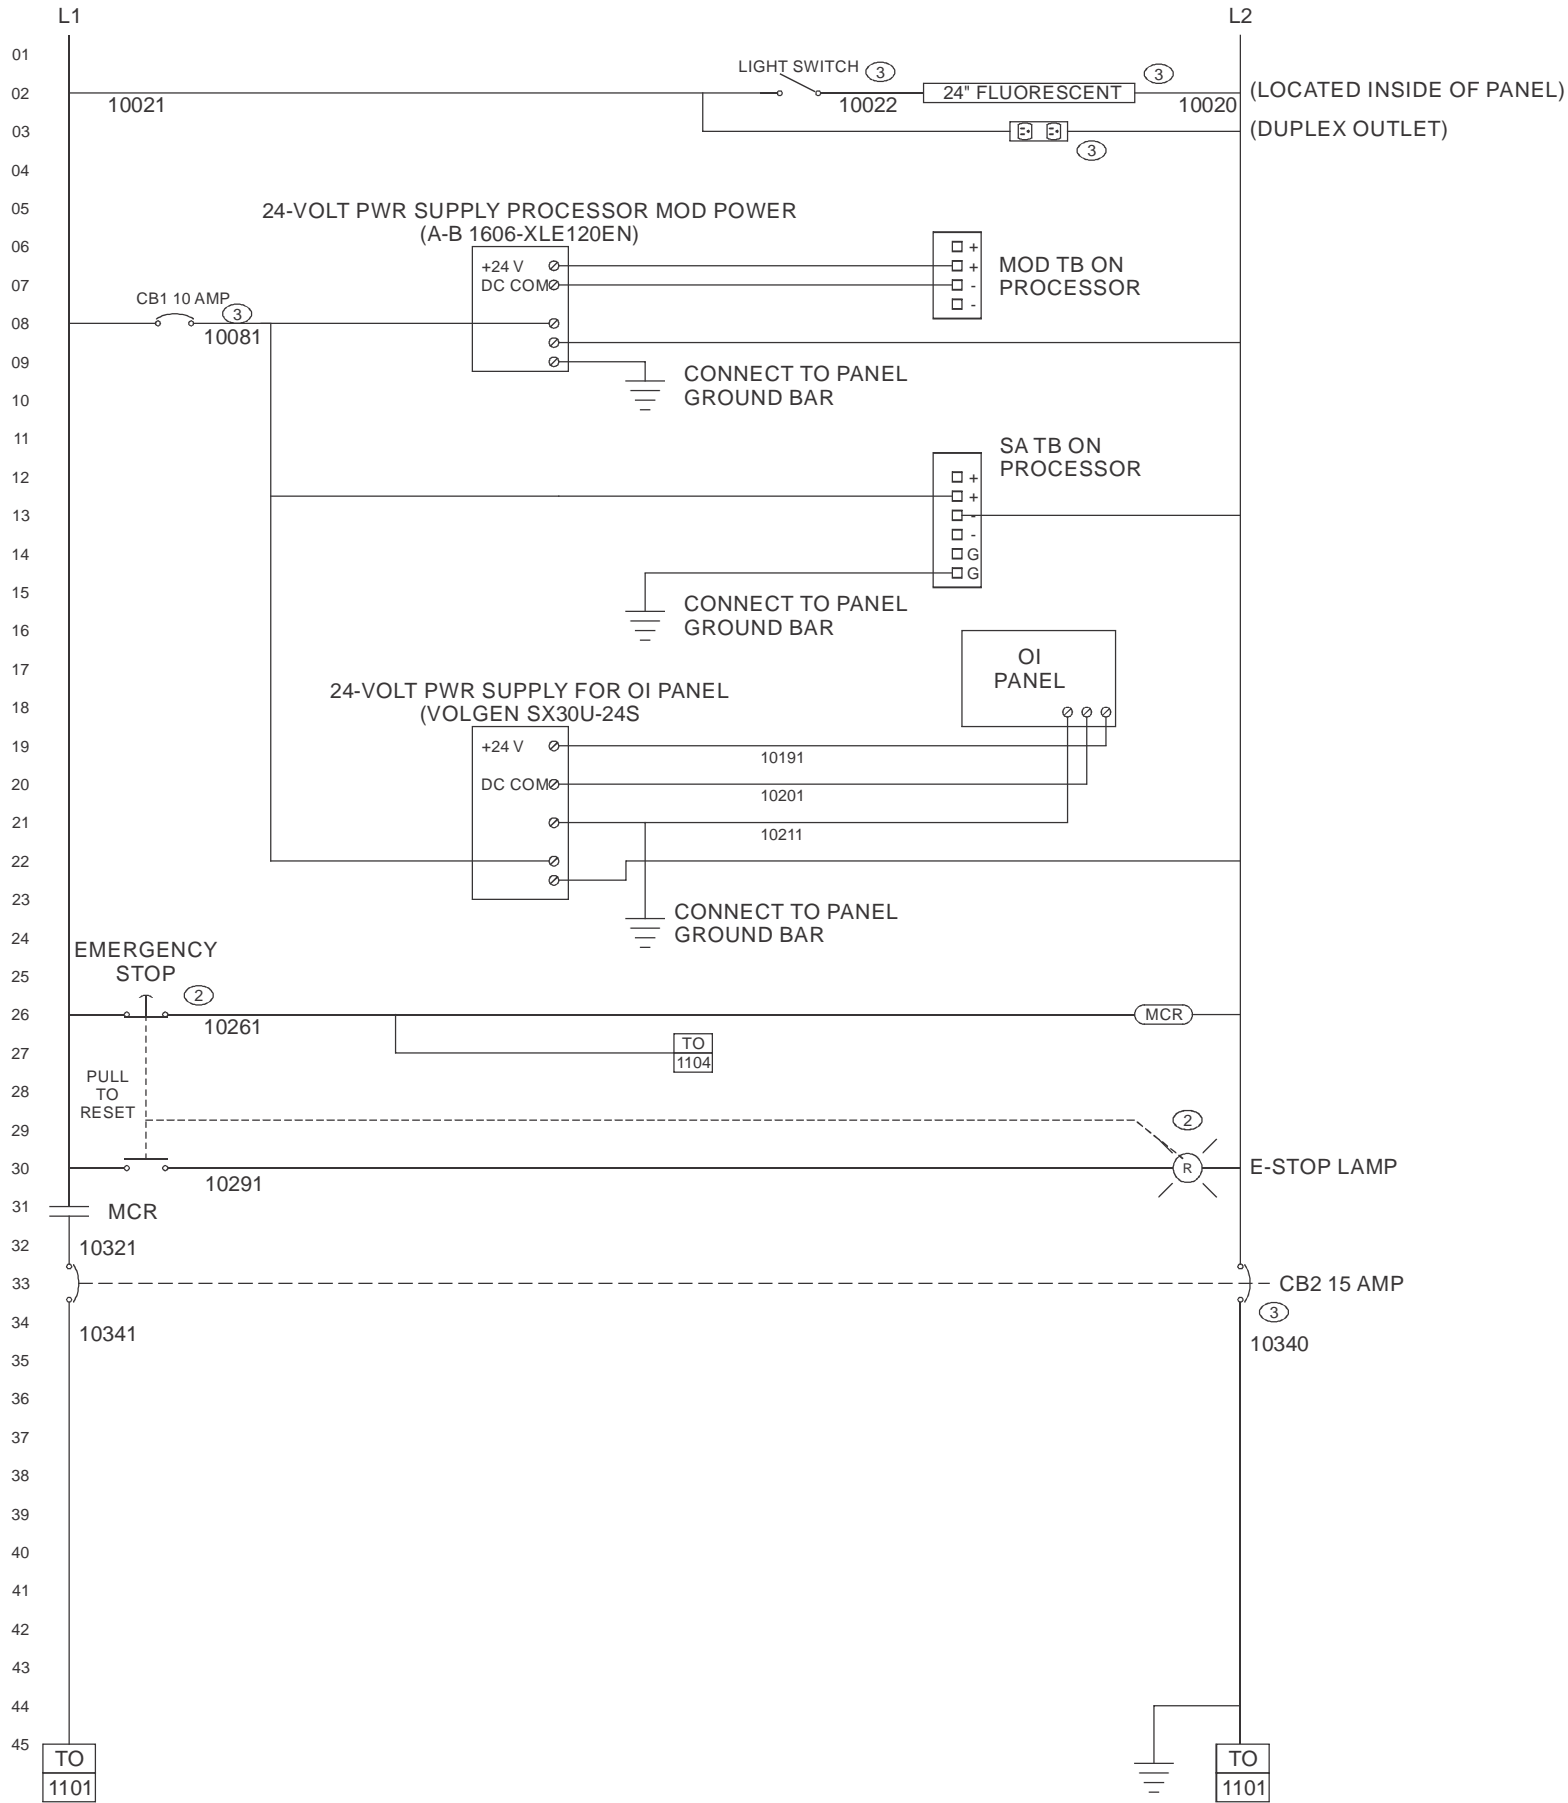 L1
L2
01
LIGHT SWITCH 3
3
02
10021
10022
24" FLUORESCENT
10020
(LOCATED INSIDE OF PANEL)
03
(DUPLEX OUTLET)
3
04
05
24-VOLT PWR SUPPLY PROCESSOR MOD POWER
(A-B 1606-XLE120EN)
06
+
+24 V
+
MOD TB ON
PROCESSOR
07
DC COM
-
-
CB1 10 AMP
3
08
10081
09
CONNECT TO PANEL
GROUND BAR
10
11
SA TB ON
PROCESSOR
12
+
+
13
-
-
14
G
G
15
CONNECT TO PANEL
GROUND BAR
16
OI
PANEL
17
24-VOLT PWR SUPPLY FOR OI PANEL
(VOLGEN SX30U-24S
18
19
+24 V
10191
20
DC COM
10201
21
10211
22
23
CONNECT TO PANEL
GROUND BAR
24
EMERGENCY
STOP
25
2
26
10261
MCR
27
TO
1104
PULL
TO
RESET
28
29
2
30
R
E-STOP LAMP
10291
31
MCR
32
10321
33
CB2 15 AMP
3
34
10341
10340
35
36
37
38
39
40
41
42
43
44
45
TO
1101
TO
1101